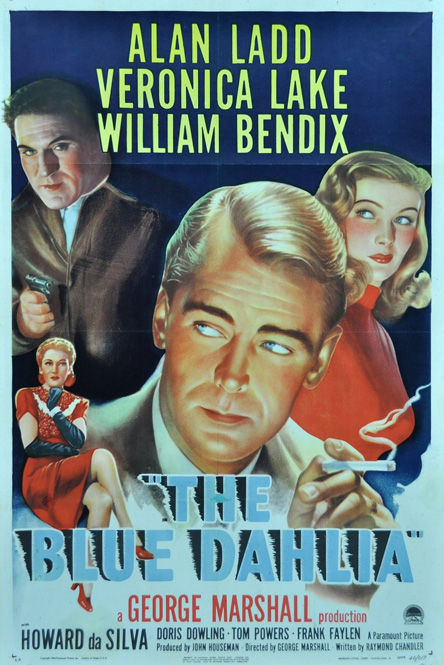 ALAN LADD
VERONICA LAKE
WILLIAM BENDIX
"THE
BLUE DAHLIA"
a GEORGE MARSHALL production
with
HOWARD da SILVA
DORIS DOWLING · TOM POWERS · FRANK FAYLEN
A Paramount Picture
Produced by JOHN HOUSEMAN · Directed by GEORGE MARSHALL · Written by RAYMOND CHANDLER